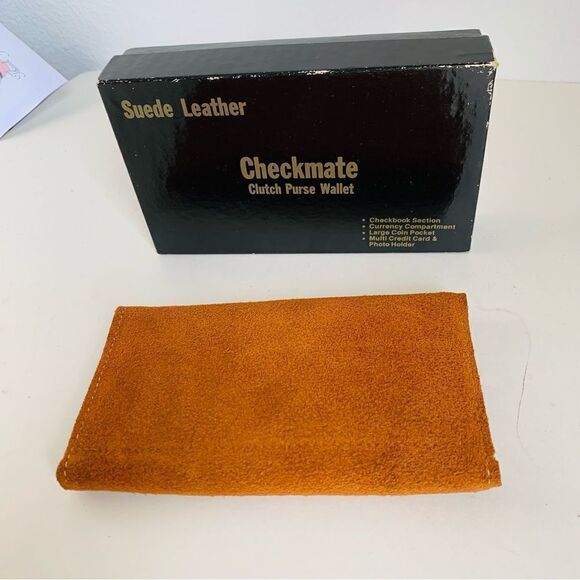 Suede Leather
Checkmate
Clutch Purse Wallet
• Checkbook Section
• Currency Compartment
• Large Coin Pocket
• Multi Credit Card &
Photo Holder